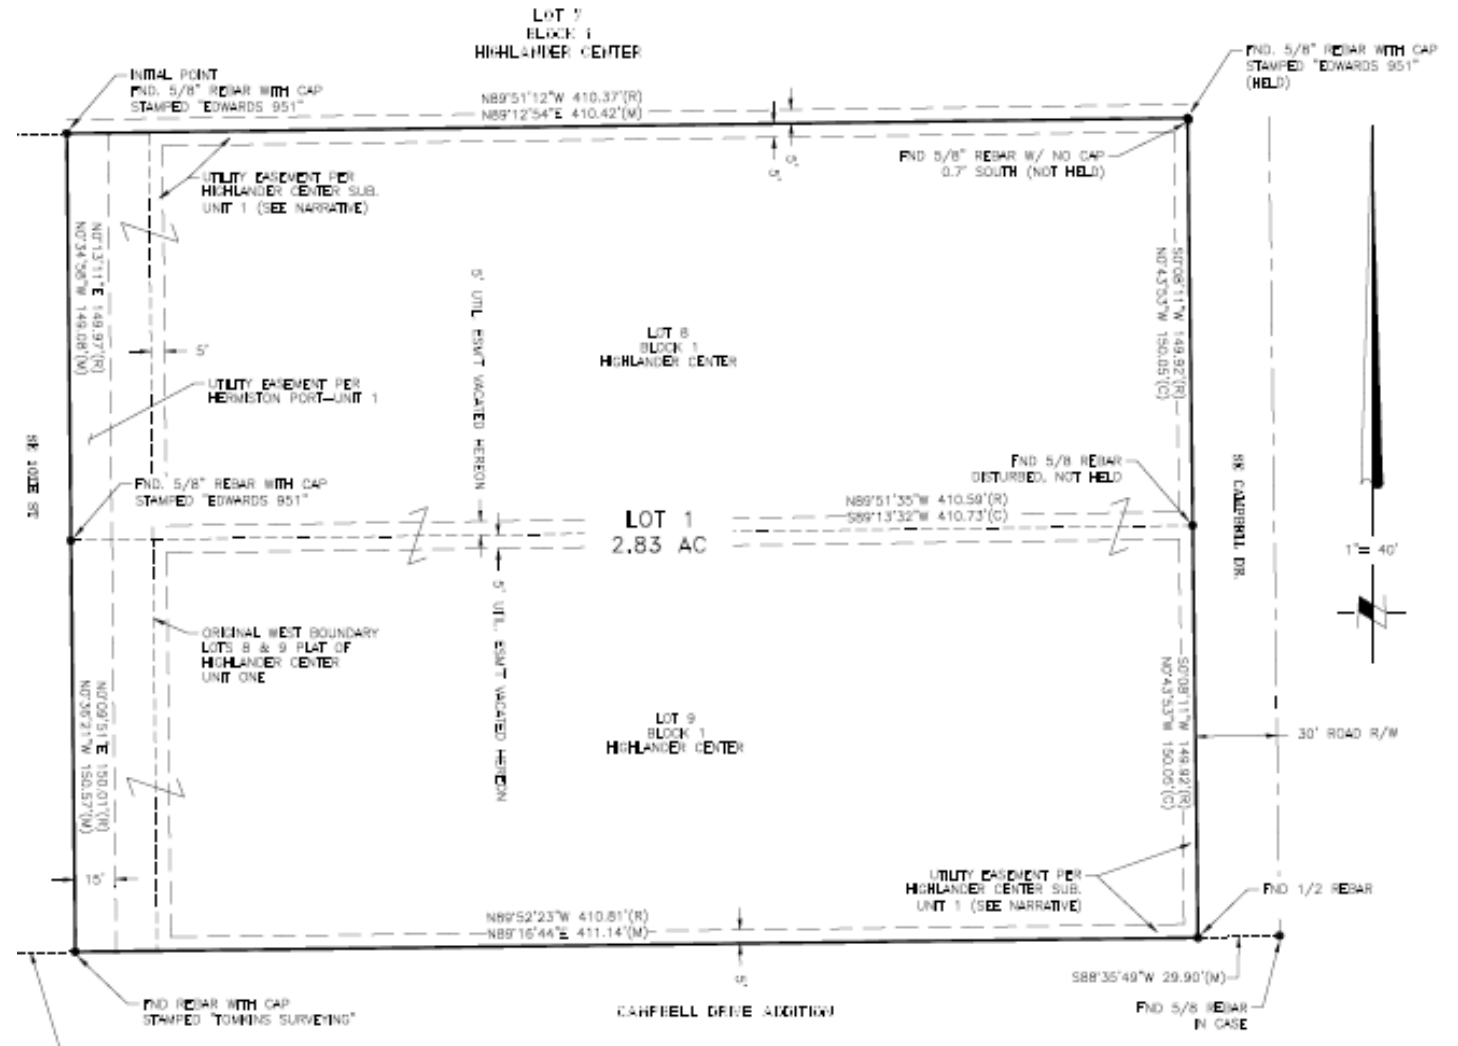 LOT 7
BLOCK 1
HIGHLANDER CENTER
FND. 5/8" REBAR WITH CAP
STAMPED "EDWARDS 951"
(HELD)
INITIAL POINT
FND. 5/8" REBAR WITH CAP
STAMPED "EDWARDS 951"
N89°51'12"W 410.37'(R)
N89°12'54"E 410.42'(M)
5'
5'
FND 5/8" REBAR W/ NO CAP
0.7' SOUTH (NOT HELD)
UTILITY EASEMENT PER
HIGHLANDER CENTER SUB.
UNIT 1 (SEE NARRATIVE)
N0°13'11"E 149.97'(R)
N0°34'58"W 149.08'(M)
S0°08'11"W 149.92'(R)
N0°43'53"W 150.05'(C)
5' UTIL ESMT VACATED HEREON
LOT 8
BLOCK 1
HIGHLANDER CENTER
5'
UTILITY EASEMENT PER
HERMISTON PORT-UNIT 1
SE 10TH ST
FND. 5/8" REBAR WITH CAP
STAMPED "EDWARDS 951"
FND 5/8 REBAR
DISTURBED, NOT HELD
SE CAMPBELL DR.
N89°51'35"W 410.59'(R)
S89°13'32"W 410.73'(C)
LOT 1
2.83 AC
1"= 40'
5' UTIL. ESMT VACATED HEREON
ORIGINAL WEST BOUNDARY
LOTS 8 & 9 PLAT OF
HIGHLANDER CENTER
UNIT ONE
N0°09'51"E 150.01'(R)
N0°36'21"W 150.57'(M)
LOT 9
BLOCK 1
HIGHLANDER CENTER
S0°08'11"W 149.92'(R)
N0°43'53"W 150.05'(C)
30' ROAD R/W
15'
UTILITY EASEMENT PER
HIGHLANDER CENTER SUB.
UNIT 1 (SEE NARRATIVE)
FND 1/2 REBAR
N89°52'23"W 410.81'(R)
N89°16'44"E 411.14'(M)
5'
S88°35'49"W 29.90'(M)
FND REBAR WITH CAP
STAMPED "TOMKINS SURVEYING"
CAMPBELL DRIVE ADDITION
FND 5/8 REBAR
IN CASE